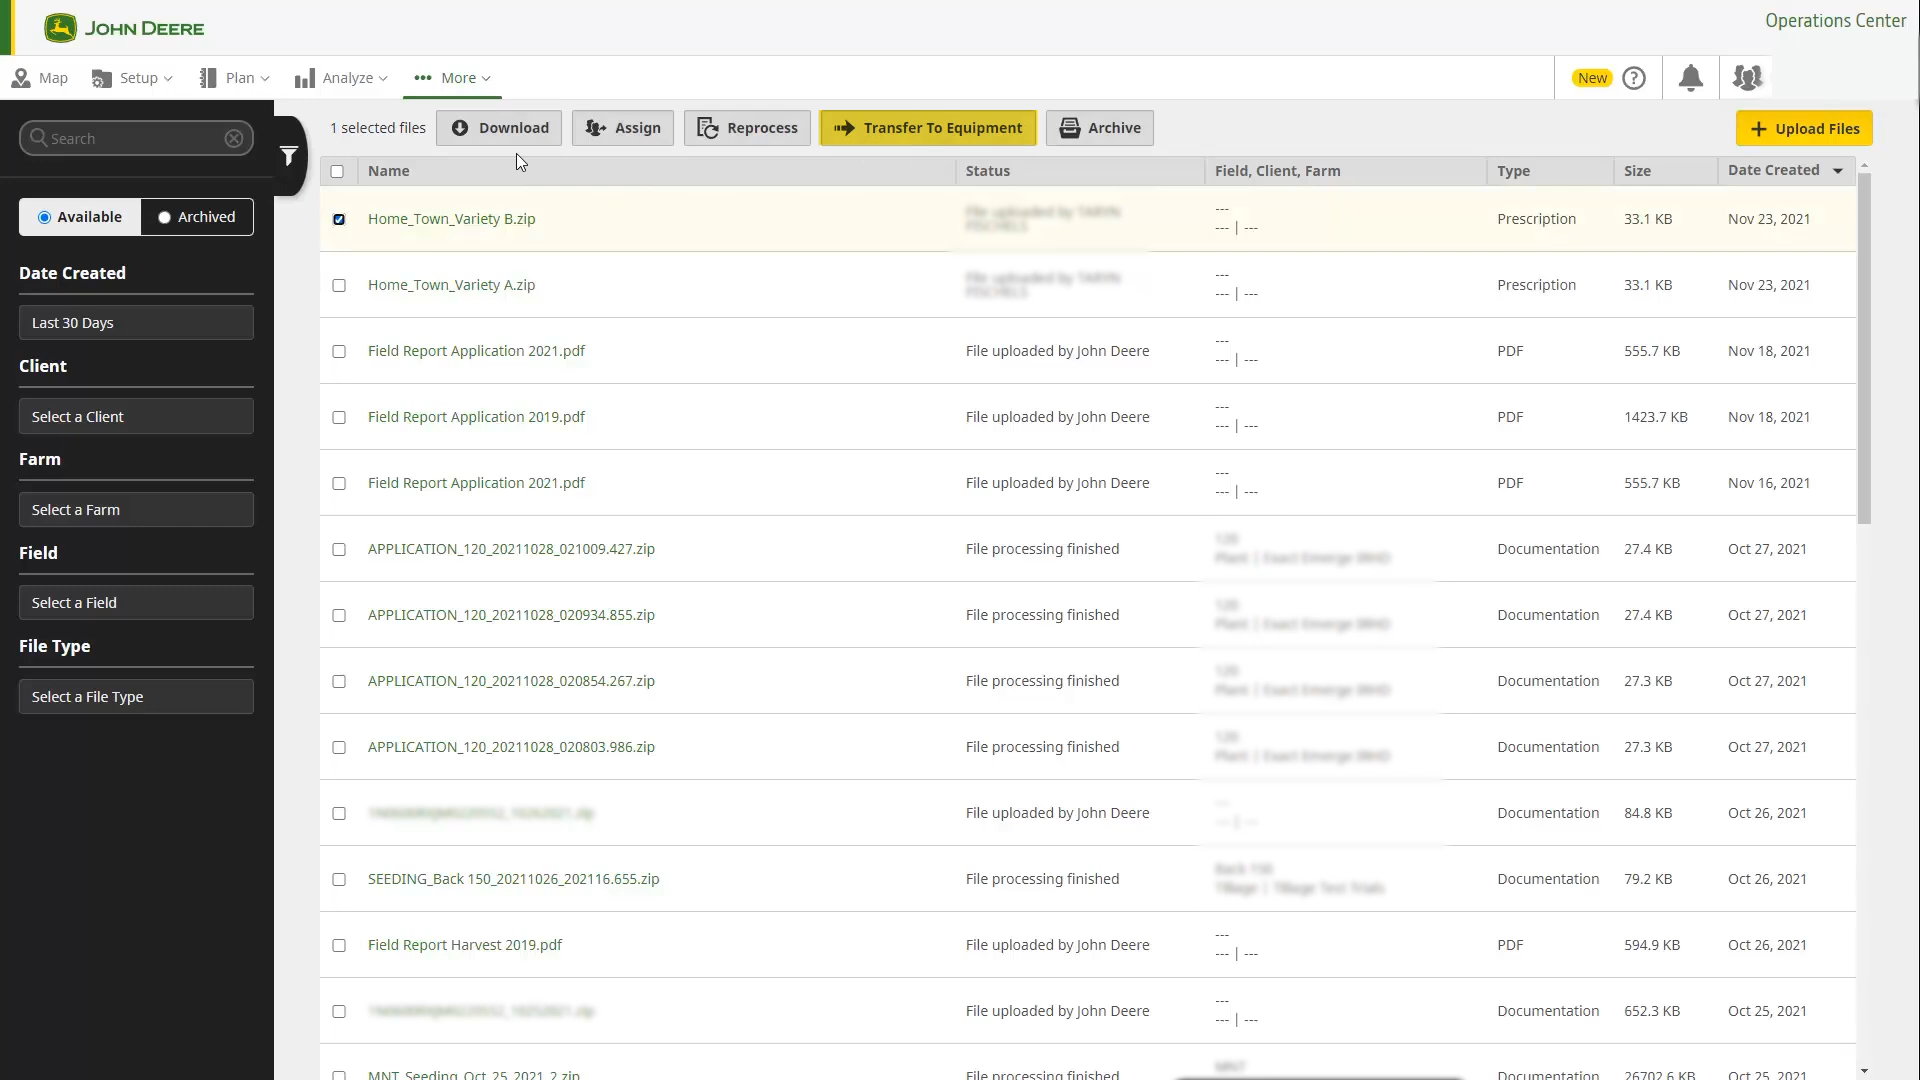 JOHN DEERE
Operations Center
Map
Setup
Plan
Analyze
More
New
?
Search
Available
Archived
Date Created
Last 30 Days
Client
Select a Client
Farm
Select a Farm
Field
Select a Field
File Type
Select a File Type
1 selected files
Download
Assign
Reprocess
Transfer To Equipment
Archive
+ Upload Files
Name Status Field, Client, Farm Type Size Date Created
Home_Town_Variety B.zip --- Prescription 33.1 KB Nov 23, 2021
--- | ---
Home_Town_Variety A.zip --- Prescription 33.1 KB Nov 23, 2021
--- | ---
Field Report Application 2021.pdf File uploaded by John Deere --- PDF 555.7 KB Nov 18, 2021
--- | ---
Field Report Application 2019.pdf File uploaded by John Deere --- PDF 1423.7 KB Nov 18, 2021
--- | ---
Field Report Application 2021.pdf File uploaded by John Deere --- PDF 555.7 KB Nov 16, 2021
--- | ---
APPLICATION_120_20211028_021009.427.zip File processing finished Documentation 27.4 KB Oct 27, 2021
APPLICATION_120_20211028_020934.855.zip File processing finished Documentation 27.4 KB Oct 27, 2021
APPLICATION_120_20211028_020854.267.zip File processing finished Documentation 27.3 KB Oct 27, 2021
APPLICATION_120_20211028_020803.986.zip File processing finished Documentation 27.3 KB Oct 27, 2021
File uploaded by John Deere Documentation 84.8 KB Oct 26, 2021
SEEDING_Back 150_20211026_202116.655.zip File processing finished Documentation 79.2 KB Oct 26, 2021
Field Report Harvest 2019.pdf File uploaded by John Deere --- PDF 594.9 KB Oct 26, 2021
--- | ---
File uploaded by John Deere --- Documentation 652.3 KB Oct 25, 2021
--- | ---
MNT_Seeding_Oct_25_2021_2.zip File processing finished Documentation 26702.6 KB Oct 25, 2021